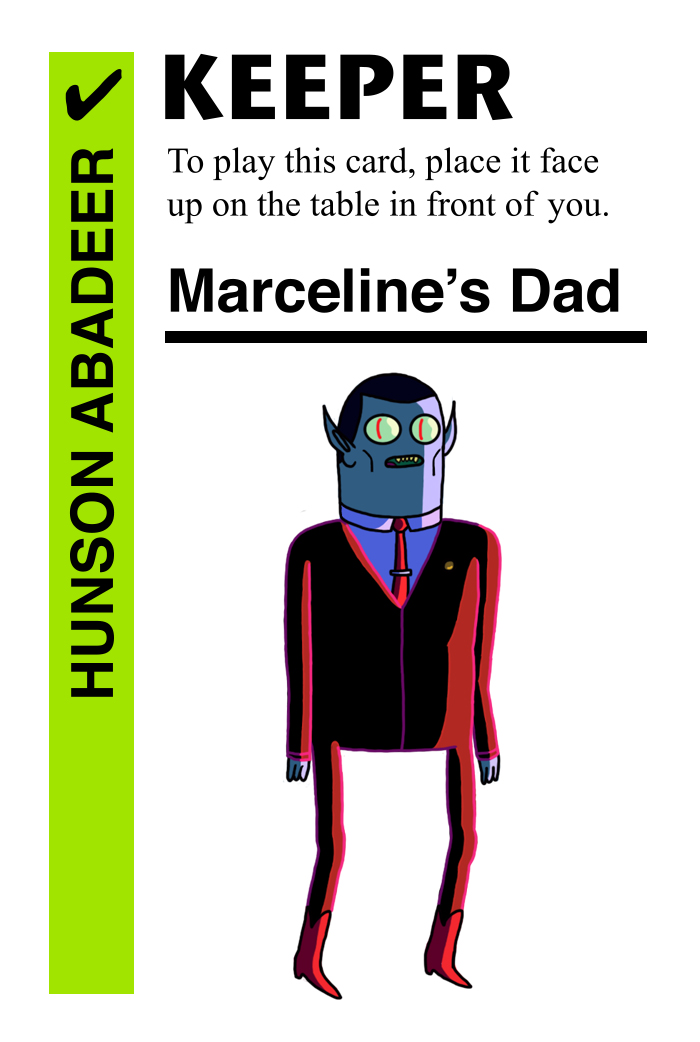 KEEPER
To play this card, place it face
up on the table in front of you.
Marceline’s Dad
HUNSON ABADEER